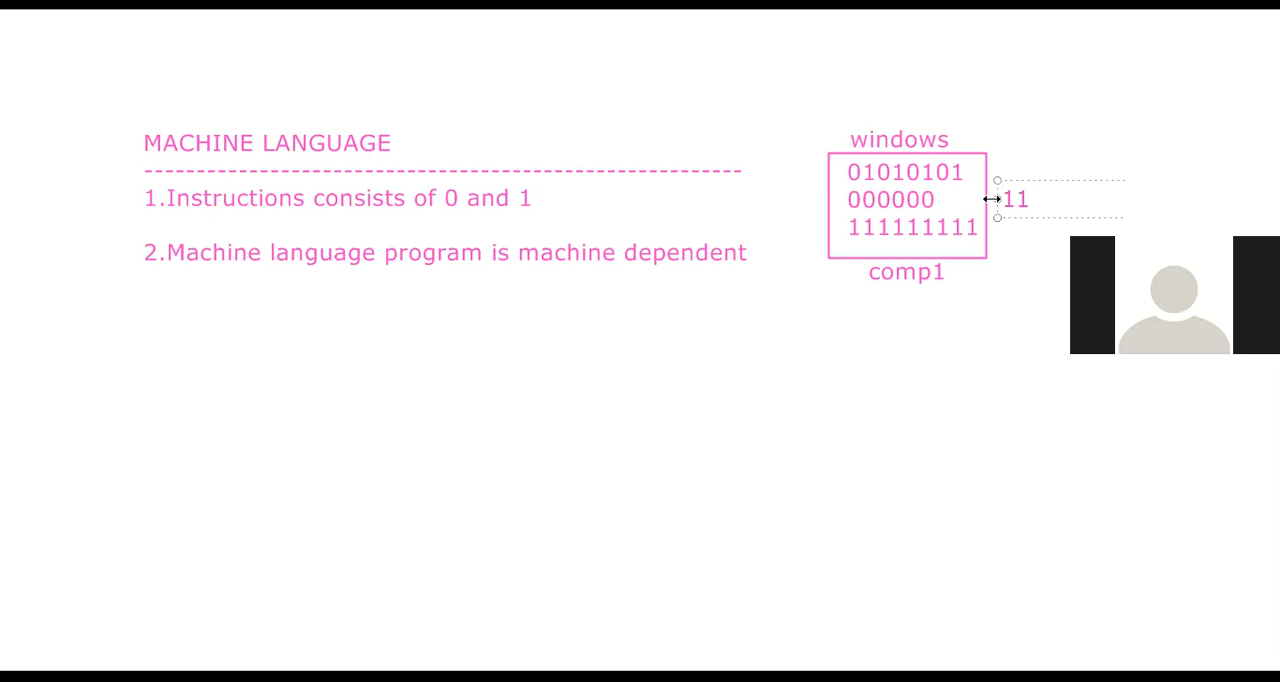 MACHINE LANGUAGE
---------------------------------------------------------
1.Instructions consists of 0 and 1
2.Machine language program is machine dependent
windows
01010101
000000
111111111
11
comp1